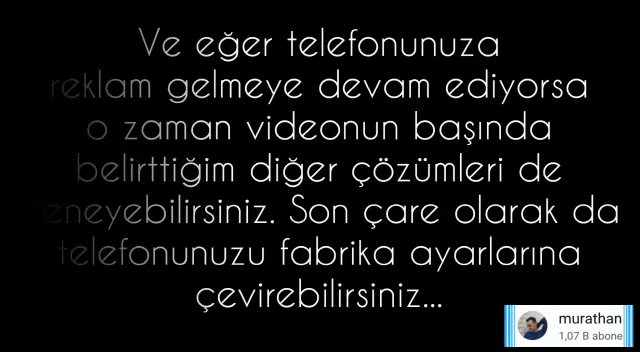 Ve eğer telefonunuza
reklam gelmeye devam ediyorsa
o zaman videonun başında
belirttiğim diğer çözümleri de
deneyebilirsiniz. Son çare olarak da
telefonunuzu fabrika ayarlarına
çevirebilirsiniz...
murathan
1,07 B abone